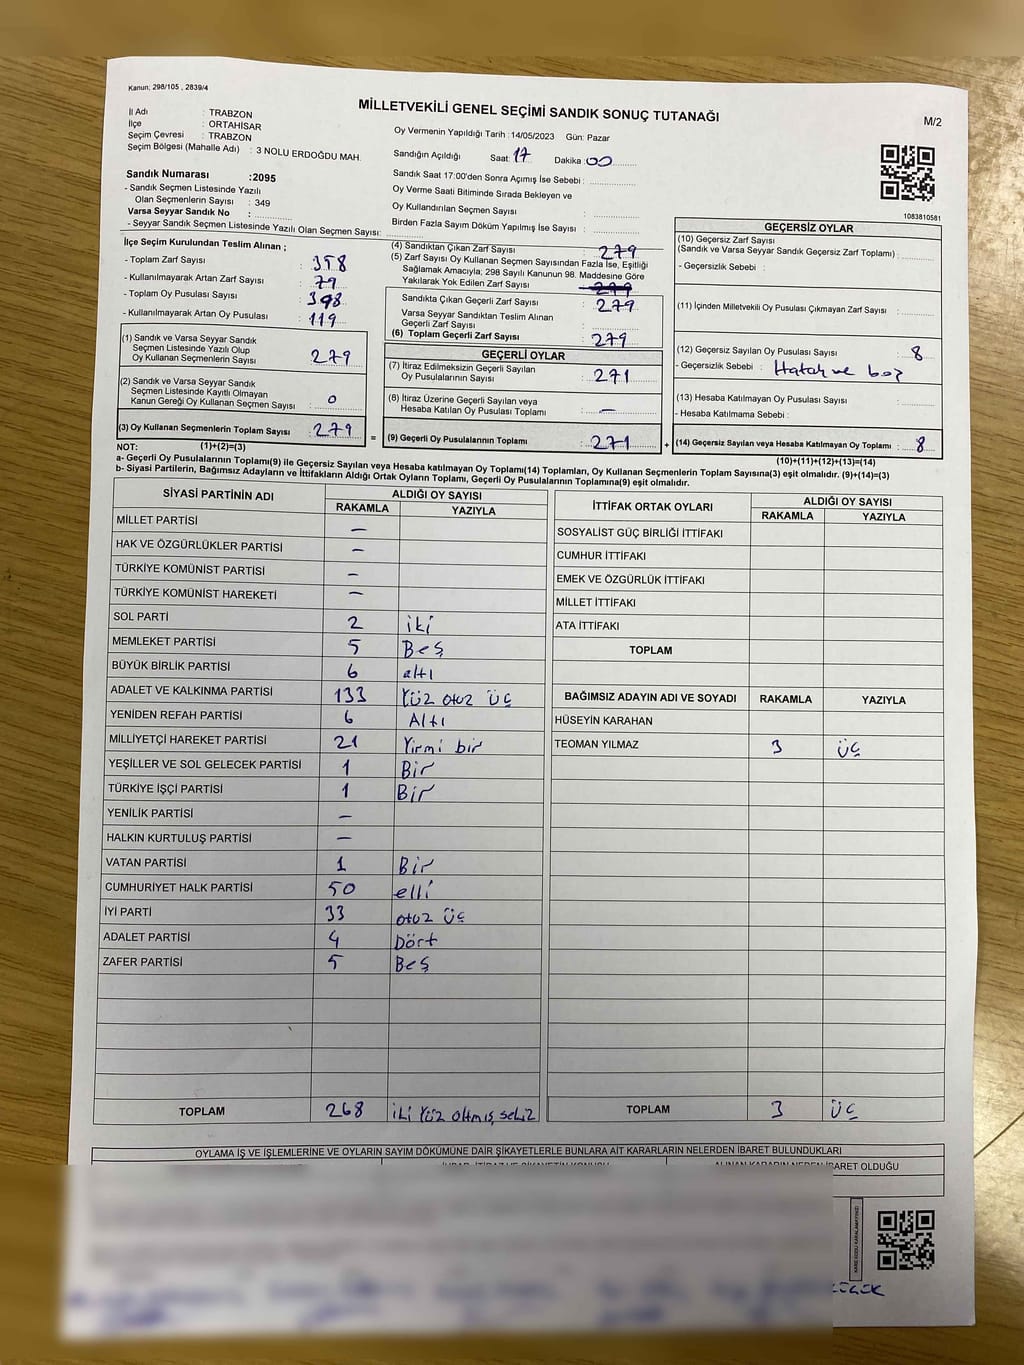 Kanun; 298/105 , 2839/4
MİLLETVEKİLİ GENEL SEÇİMİ SANDIK SONUÇ TUTANAĞI
M/2
İl Adı : TRABZON
İlçe : ORTAHİSAR
Seçim Çevresi : TRABZON
Seçim Bölgesi (Mahalle Adı) : 3 NOLU ERDOĞDU MAH.
Oy Vermenin Yapıldığı Tarih :14/05/2023 Gün: Pazar
Sandığın Açıldığı Saat: 17 Dakika: 00
Sandık Saat 17:00'den Sonra Açımış İse Sebebi :
Oy Verme Saati Bitiminde Sırada Bekleyen ve
Oy Kullandırılan Seçmen Sayısı :
Birden Fazla Sayım Döküm Yapılmış İse Sayısı :
1083810581
Sandık Numarası :2095
- Sandık Seçmen Listesinde Yazılı
Olan Seçmenlerin Sayısı : 349
Varsa Seyyar Sandık No :
- Seyyar Sandık Seçmen Listesinde Yazılı Olan Seçmen Sayısı:
İlçe Seçim Kurulundan Teslim Alınan ;
- Toplam Zarf Sayısı : 358
- Kullanılmayarak Artan Zarf Sayısı : 79
- Toplam Oy Pusulası Sayısı : 398
- Kullanılmayarak Artan Oy Pusulası : 119
(1) Sandık ve Varsa Seyyar Sandık
Seçmen Listesinde Yazılı Olup
Oy Kullanan Seçmenlerin Sayısı : 279
(2) Sandık ve Varsa Seyyar Sandık
Seçmen Listesinde Kayıtlı Olmayan
Kanun Gereği Oy Kullanan Seçmen Sayısı : 0
(3) Oy Kullanan Seçmenlerin Toplam Sayısı : 279
(4) Sandıktan Çıkan Zarf Sayısı : 279
(5) Zarf Sayısı Oy Kullanan Seçmen Sayısından Fazla İse, Eşitliği
Sağlamak Amacıyla; 298 Sayılı Kanunun 98. Maddesine Göre
Yakılarak Yok Edilen Zarf Sayısı : 279
Sandıkta Çıkan Geçerli Zarf Sayısı : 279
Varsa Seyyar Sandıktan Teslim Alınan
Geçerli Zarf Sayısı :
(6) Toplam Geçerli Zarf Sayısı : 279
GEÇERLİ OYLAR
(7) İtiraz Edilmeksizin Geçerli Sayılan
Oy Pusulalarının Sayısı : 271
(8) İtiraz Üzerine Geçerli Sayılan veya
Hesaba Katılan Oy Pusulası Toplamı : —
= (9) Geçerli Oy Pusulalarının Toplamı : 271 +
GEÇERSİZ OYLAR
(10) Geçersiz Zarf Sayısı
(Sandık ve Varsa Seyyar Sandık Geçersiz Zarf Toplamı) :
- Geçersizlik Sebebi :
(11) İçinden Milletvekili Oy Pusulası Çıkmayan Zarf Sayısı :
(12) Geçersiz Sayılan Oy Pusulası Sayısı : 8
- Geçersizlik Sebebi : ve boş
(13) Hesaba Katılmayan Oy Pusulası Sayısı :
- Hesaba Katılmama Sebebi :
(14) Geçersiz Sayılan veya Hesaba Katılmayan Oy Toplamı : 8
NOT: (1)+(2)=(3)
(10)+(11)+(12)+(13)=(14)
a- Geçerli Oy Pusulalarının Toplamı(9) ile Geçersiz Sayılan veya Hesaba katılmayan Oy Toplamı(14) Toplamları, Oy Kullanan Seçmenlerin Toplam Sayısına(3) eşit olmalıdır. (9)+(14)=(3)
b- Siyasi Partilerin, Bağımsız Adayların ve İttifakların Aldığı Ortak Oyların Toplamı, Geçerli Oy Pusulalarının Toplamına(9) eşit olmalıdır.
SİYASİ PARTİNİN ADI ALDIĞI OY SAYISI
RAKAMLA YAZIYLA
MİLLET PARTİSİ —
HAK VE ÖZGÜRLÜKLER PARTİSİ —
TÜRKİYE KOMÜNİST PARTİSİ —
TÜRKİYE KOMÜNİST HAREKETİ —
SOL PARTİ 2 iki
MEMLEKET PARTİSİ 5 Beş
BÜYÜK BİRLİK PARTİSİ 6 altı
ADALET VE KALKINMA PARTİSİ 133 Yüz otuz üç
YENİDEN REFAH PARTİSİ 6 Altı
MİLLİYETÇİ HAREKET PARTİSİ 21 Yirmi bir
YEŞİLLER VE SOL GELECEK PARTİSİ 1 Bir
TÜRKİYE İŞÇİ PARTİSİ 1 Bir
YENİLİK PARTİSİ —
HALKIN KURTULUŞ PARTİSİ —
VATAN PARTİSİ 1 Bir
CUMHURİYET HALK PARTİSİ 50 elli
İYİ PARTİ 33 otuz üç
ADALET PARTİSİ 4 Dört
ZAFER PARTİSİ 5 Beş
TOPLAM 268 iki Yüz altmış sekiz
İTTİFAK ORTAK OYLARI ALDIĞI OY SAYISI
RAKAMLA YAZIYLA
SOSYALİST GÜÇ BİRLİĞİ İTTİFAKI
CUMHUR İTTİFAKI
EMEK VE ÖZGÜRLÜK İTTİFAKI
MİLLET İTTİFAKI
ATA İTTİFAKI
TOPLAM
BAĞIMSIZ ADAYIN ADI VE SOYADI RAKAMLA YAZIYLA
HÜSEYİN KARAHAN
TEOMAN YILMAZ 3 üç
TOPLAM 3 üç
OYLAMA İŞ VE İŞLEMLERİNE VE OYLARIN SAYIM DÖKÜMÜNE DAİR ŞİKAYETLERLE BUNLARA AİT KARARLARIN NELERDEN İBARET BULUNDUKLARI
ALINAN KARARIN NEDEN İBARET OLDUĞU